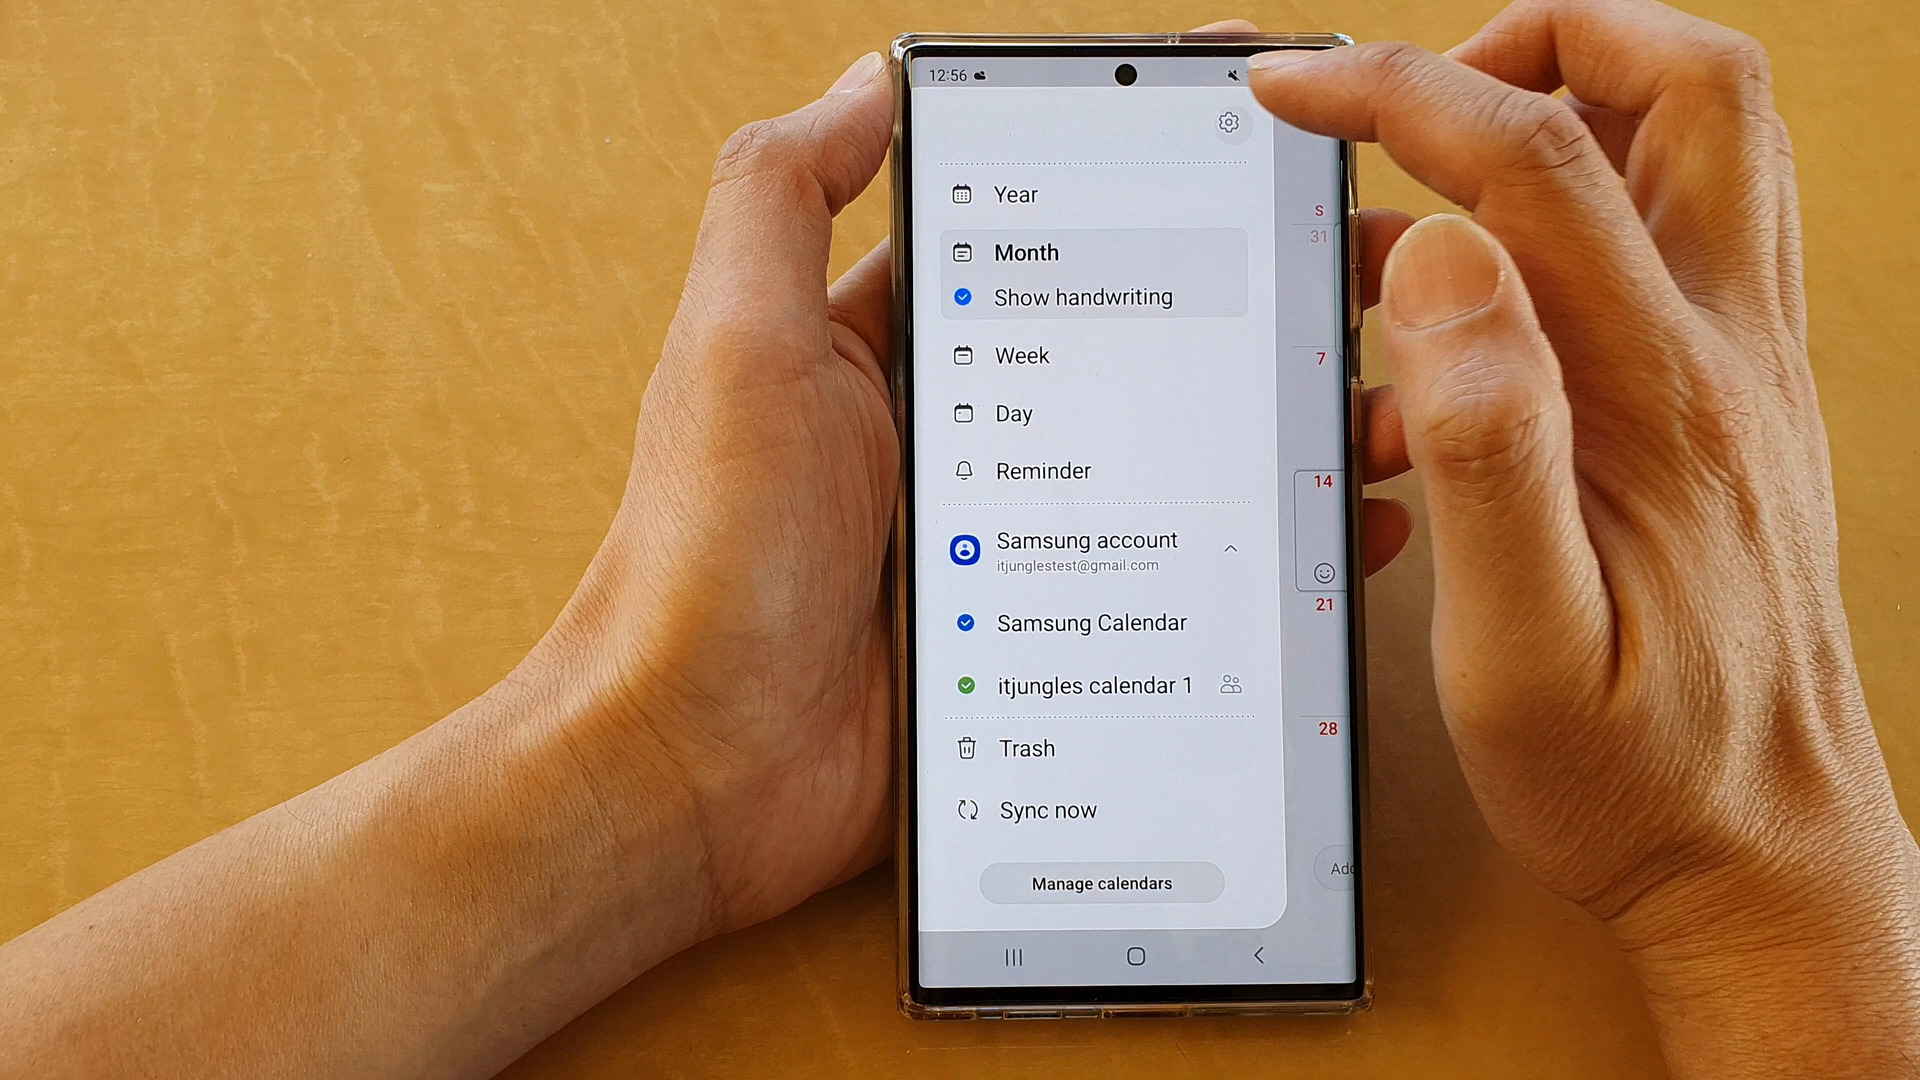 12:56
Year
Month
Show handwriting
Week
Day
Reminder
Samsung account
itjunglestest@gmail.com
Samsung Calendar
itjungles calendar 1
Trash
Sync now
Manage calendars
S
31
7
14
21
28